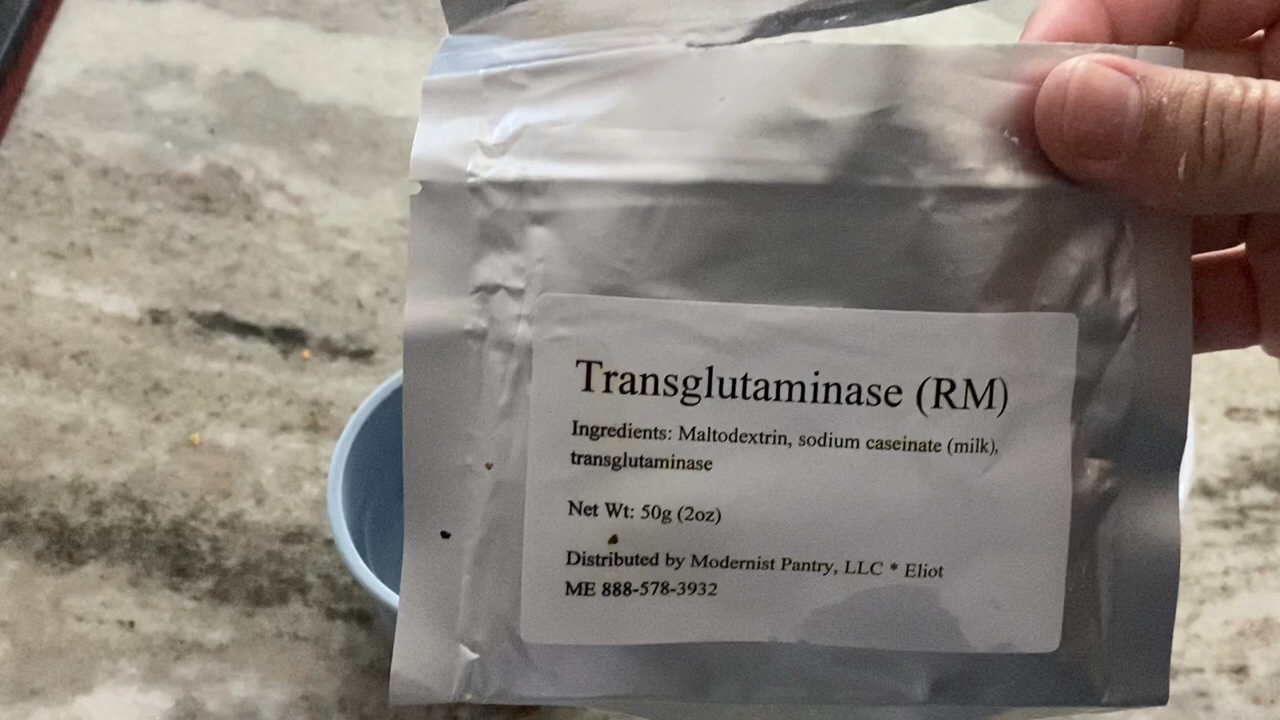 Transglutaminase (RM)
Ingredients: Maltodextrin, sodium caseinate (milk),
transglutaminase
Net Wt: 50g (2oz)
Distributed by Modernist Pantry, LLC * Eliot
ME 888-578-3932